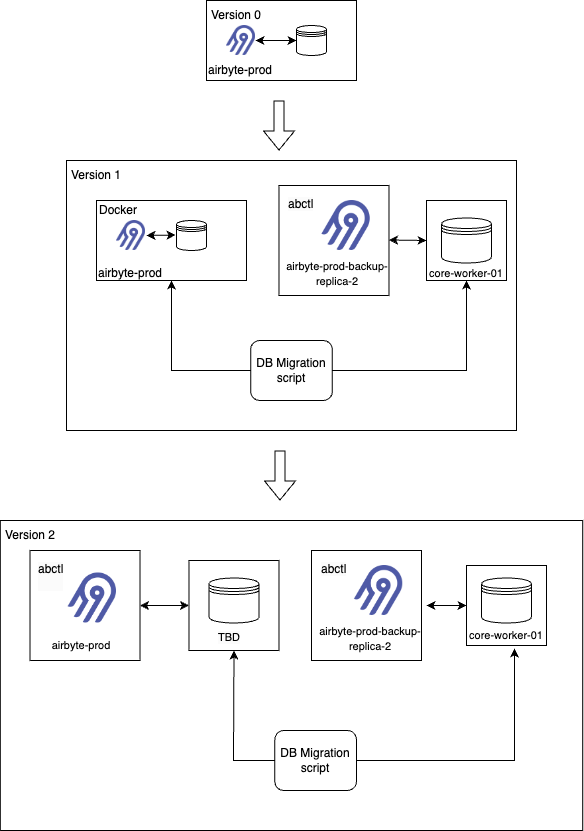 Version 0
airbyte-prod
Version 1
Docker
airbyte-prod
abctl
airbyte-prod-backup-
replica-2
core-worker-01
DB Migration
script
Version 2
abctl
airbyte-prod
TBD
abctl
airbyte-prod-backup-
replica-2
core-worker-01
DB Migration
script